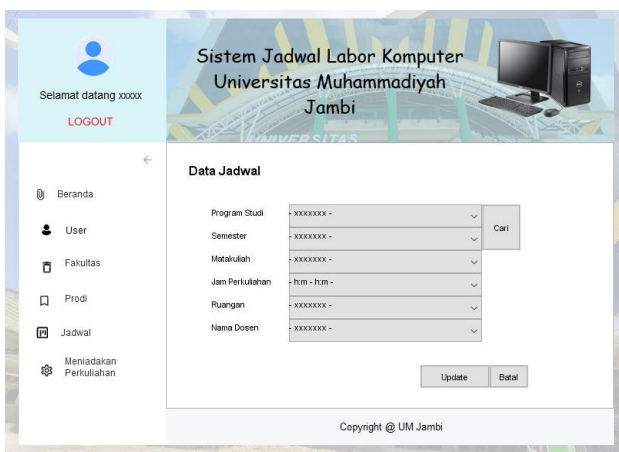 Selamat datang xxxxx
LOGOUT
Sistem Jadwal Labor Komputer
Universitas Muhammadiyah
Jambi
UNIVERSITAS
Beranda
User
Fakultas
Prodi
Jadwal
Meniadakan
Perkuliahan
Data Jadwal
Program Studi - xxxxxxx - Cari
Semester - xxxxxxx -
Matakuliah - xxxxxxx -
Jam Perkuliahan - h:m - h:m -
Ruangan - xxxxxxx -
Nama Dosen - xxxxxxx -
Update Batal
Copyright @ UM Jambi